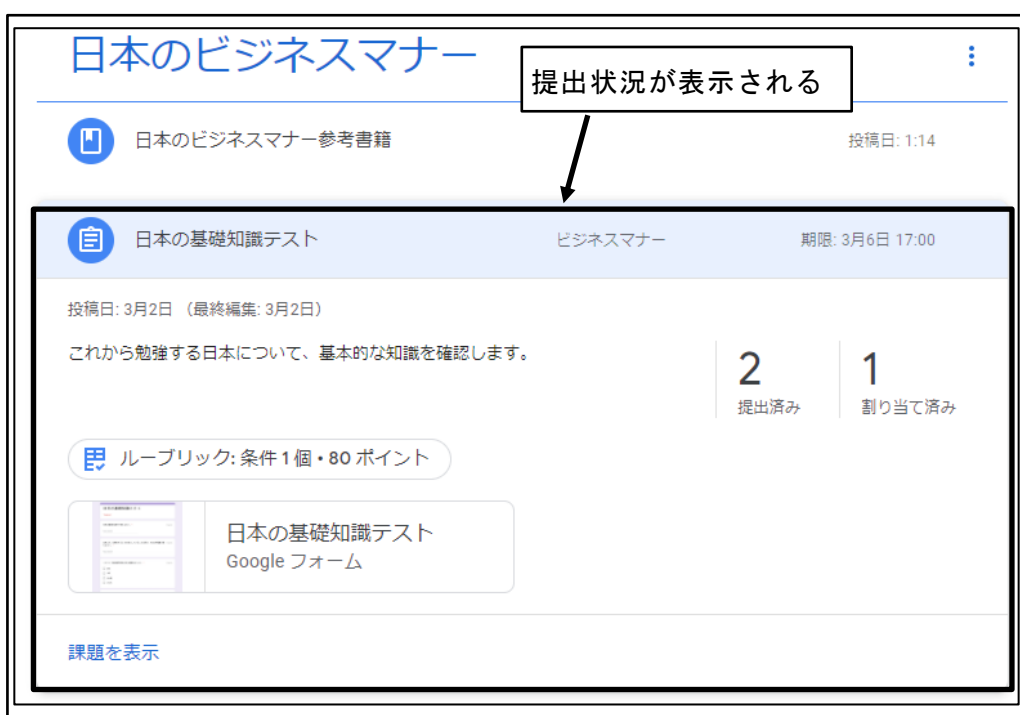 日本のビジネスマナー
提出状況が表示される
日本のビジネスマナー参考書籍
投稿日: 1:14
日本の基礎知識テスト
ビジネスマナー
期限: 3月6日 17:00
投稿日: 3月2日 （最終編集: 3月2日）
これから勉強する日本について、基本的な知識を確認します。
2
提出済み
1
割り当て済み
ルーブリック: 条件 1 個・80 ポイント
日本の基礎知識テスト
Google フォーム
課題を表示